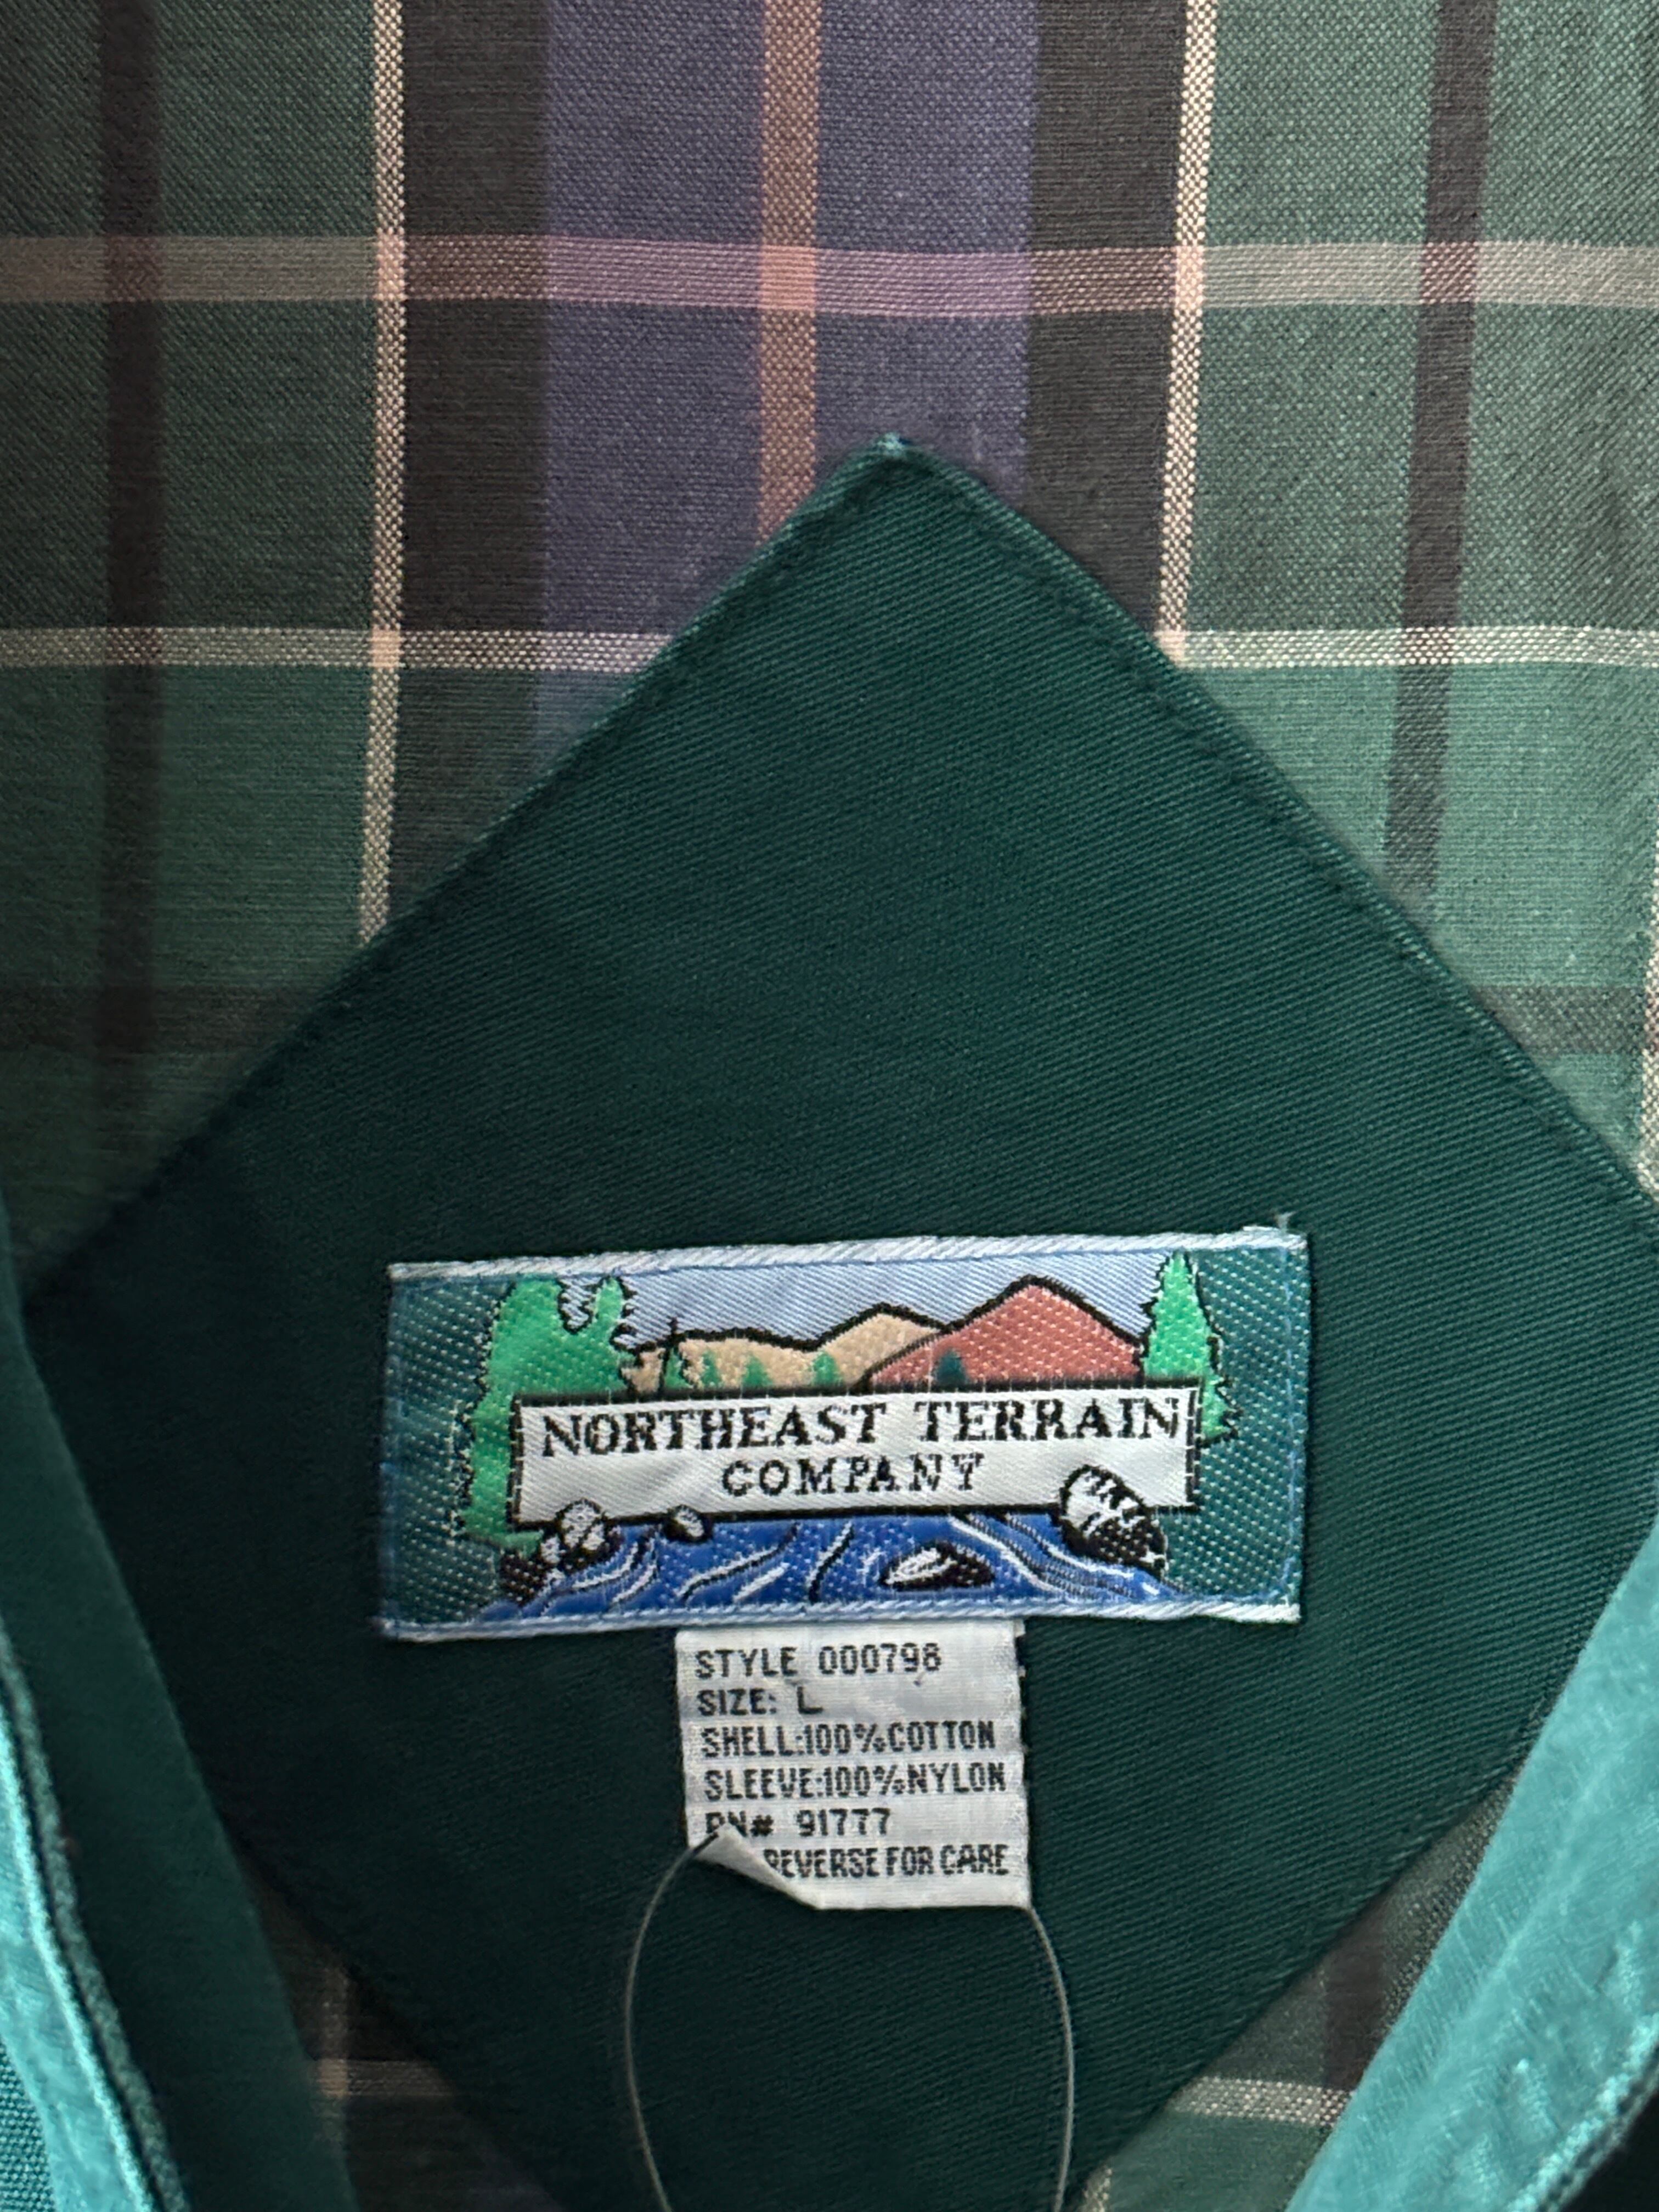 NORTHEAST TERRAIN
COMPANY
STYLE 000798
SIZE: L
SHELL:100%COTTON
SLEEVE:100%NYLON
RN# 91777
REVERSE FOR CARE